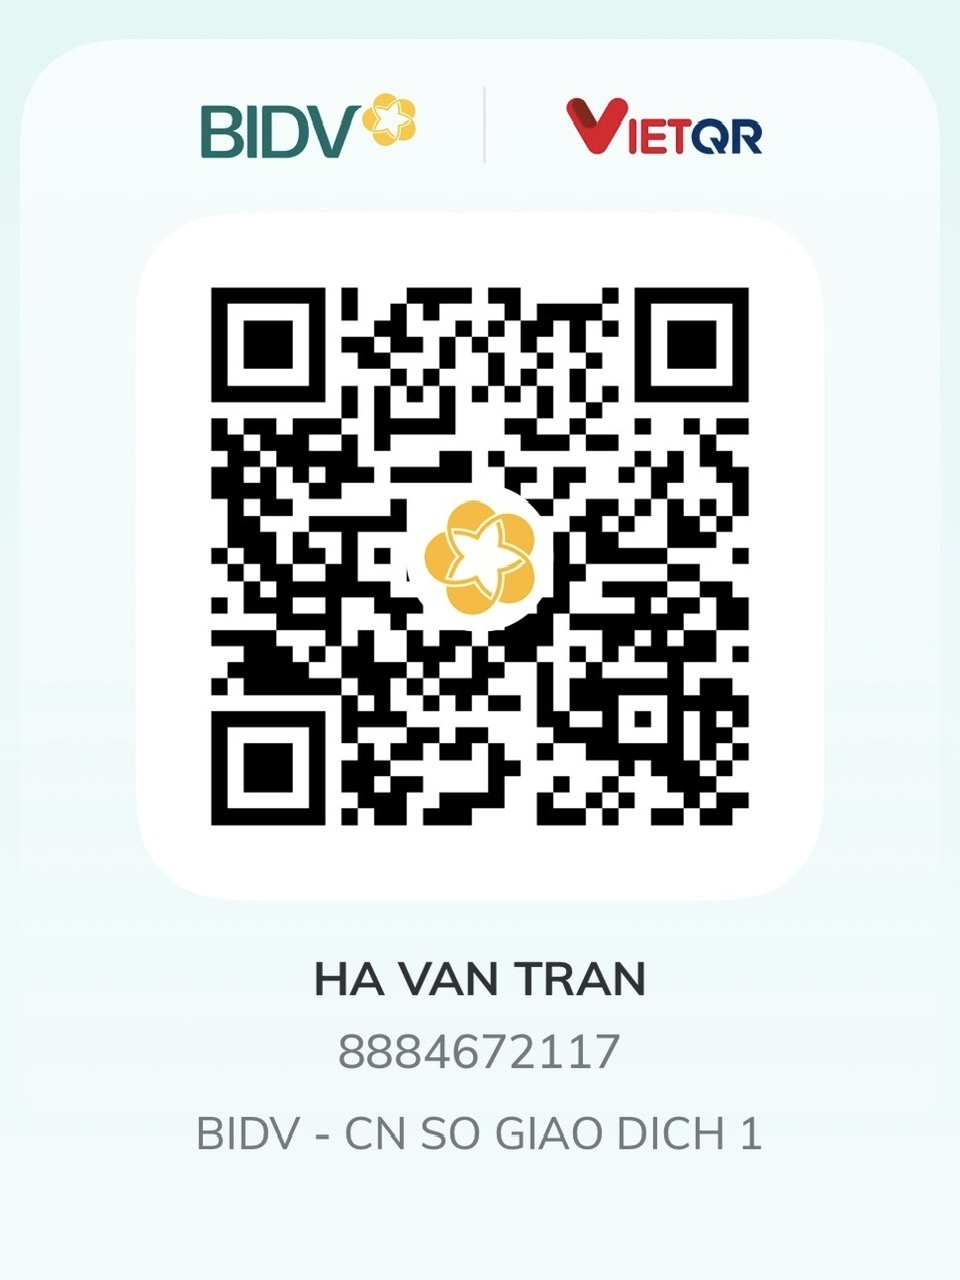 BIDV
VIETQR
HA VAN TRAN
8884672117
BIDV - CN SO GIAO DICH 1